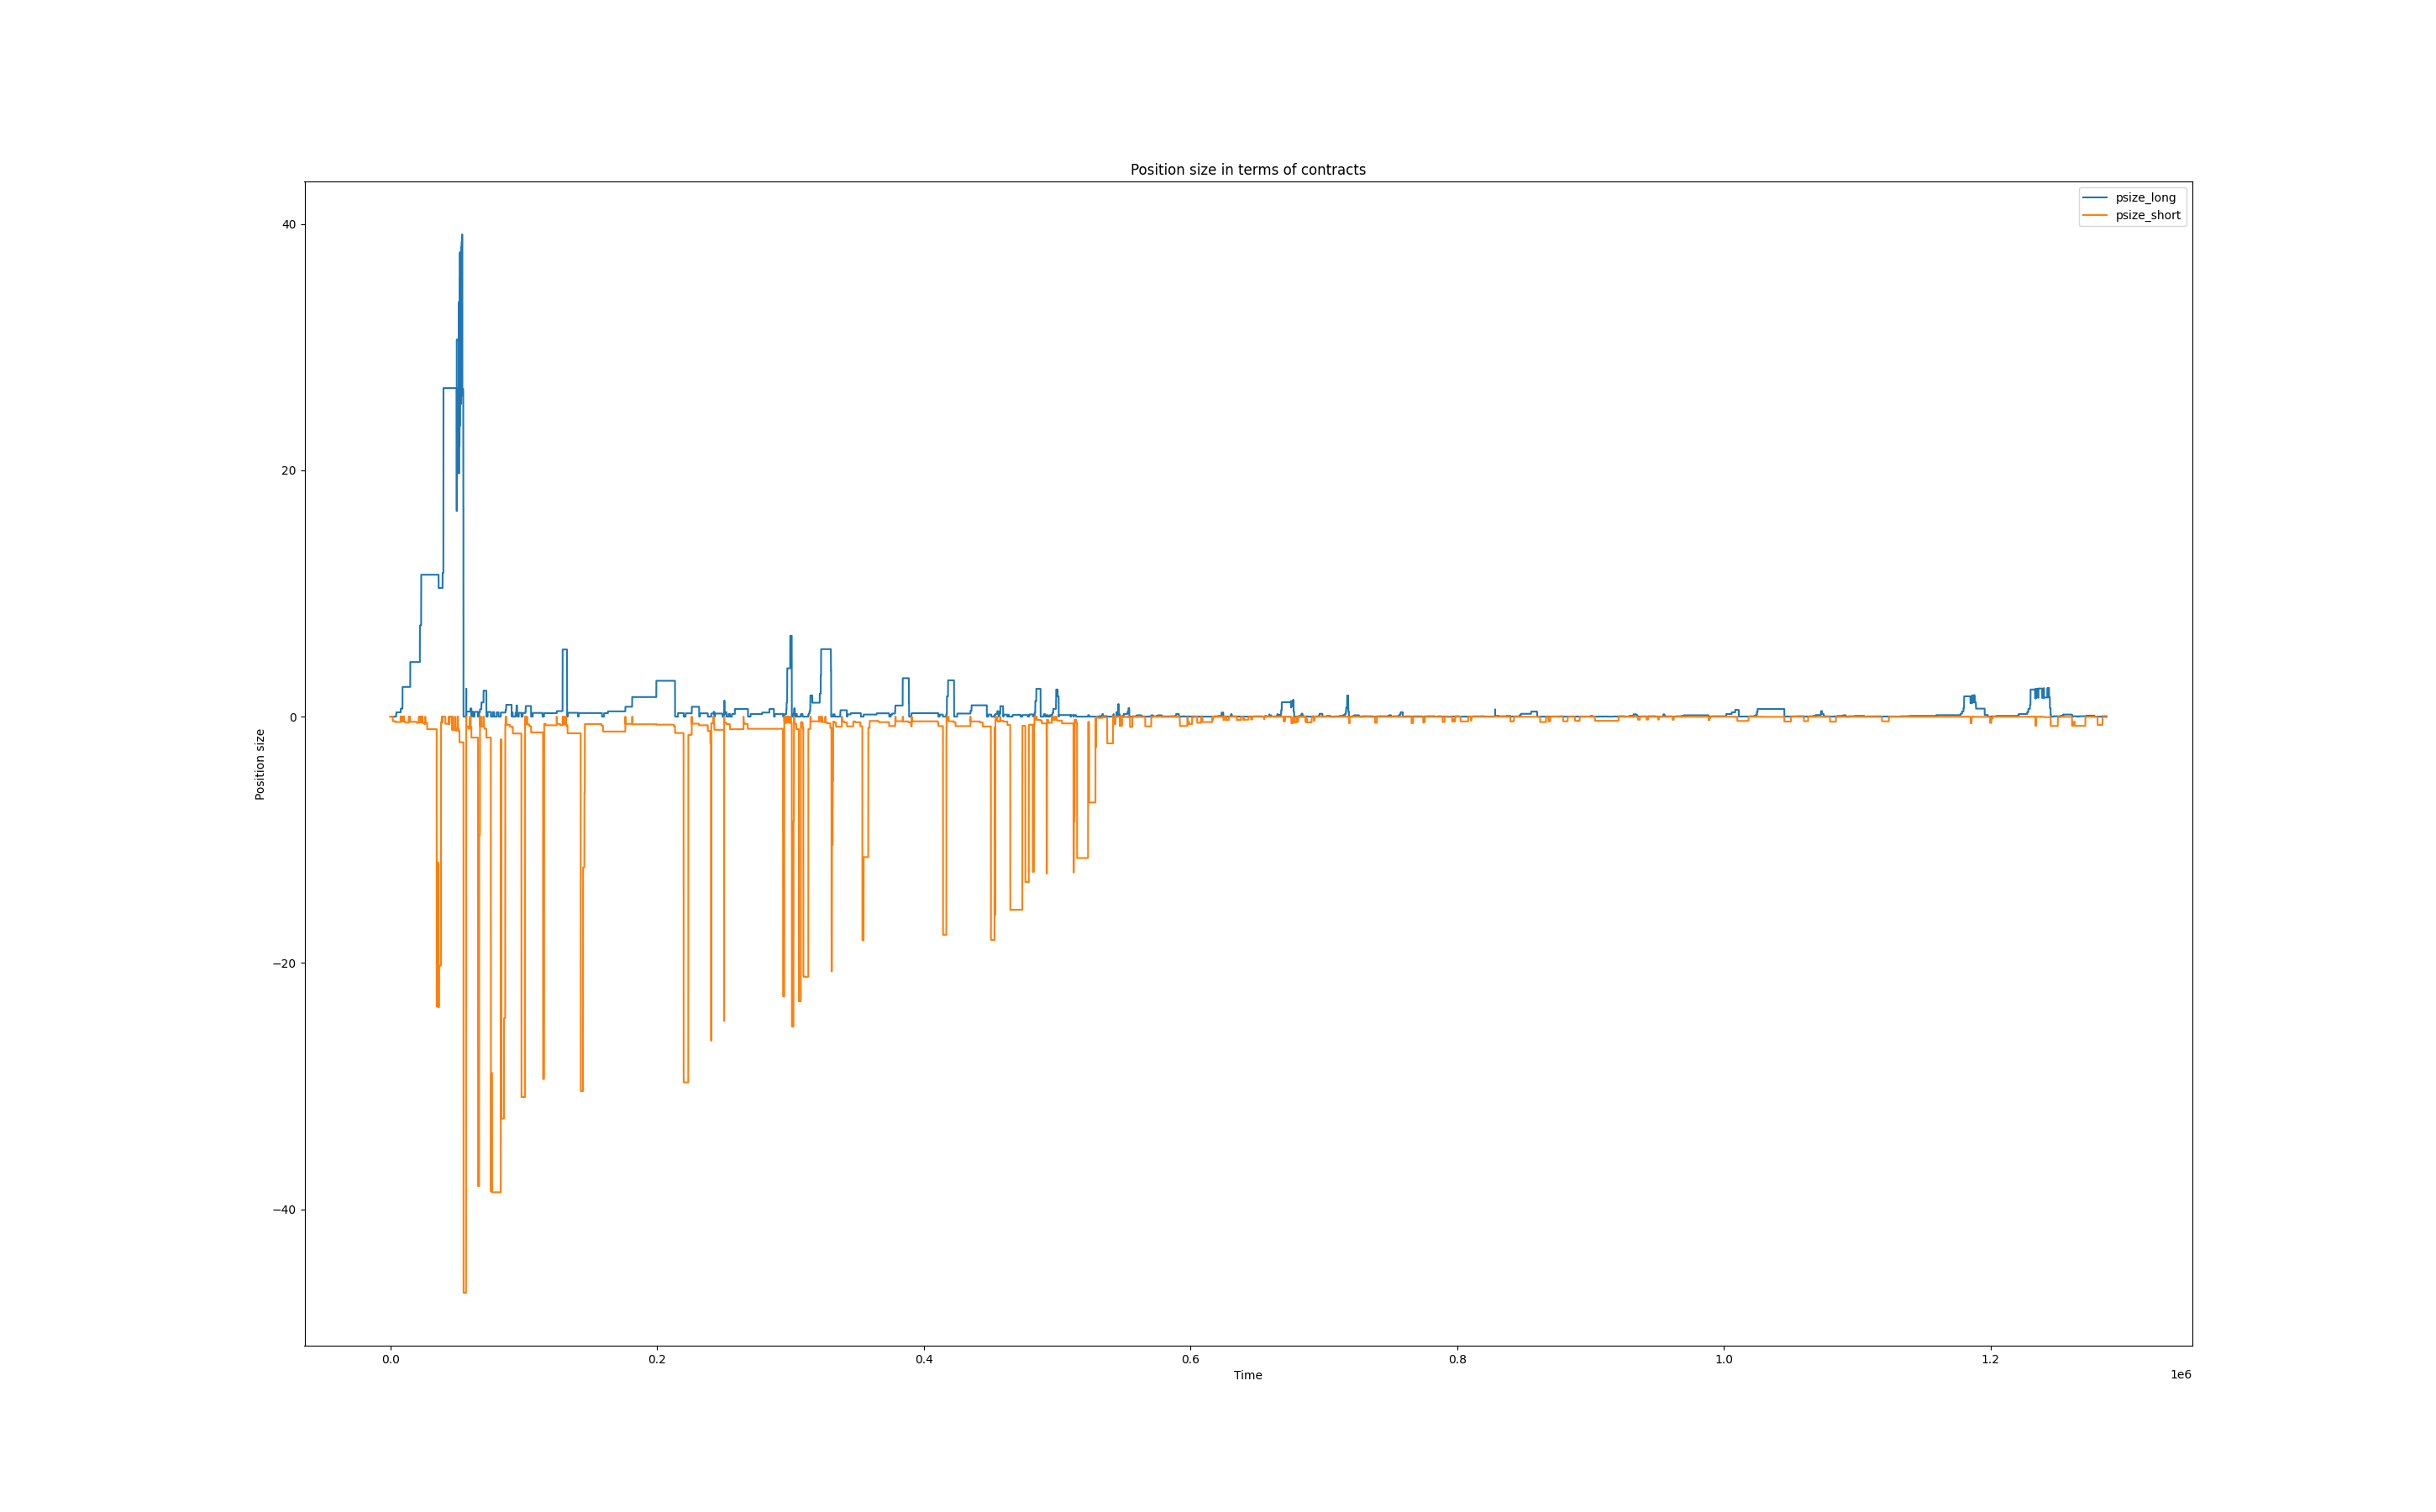 Position size in terms of contracts
psize_long
psize_short
40
20
0
−20
−40
Position size
0.0
0.2
0.4
0.6
0.8
1.0
1.2
1e6
Time